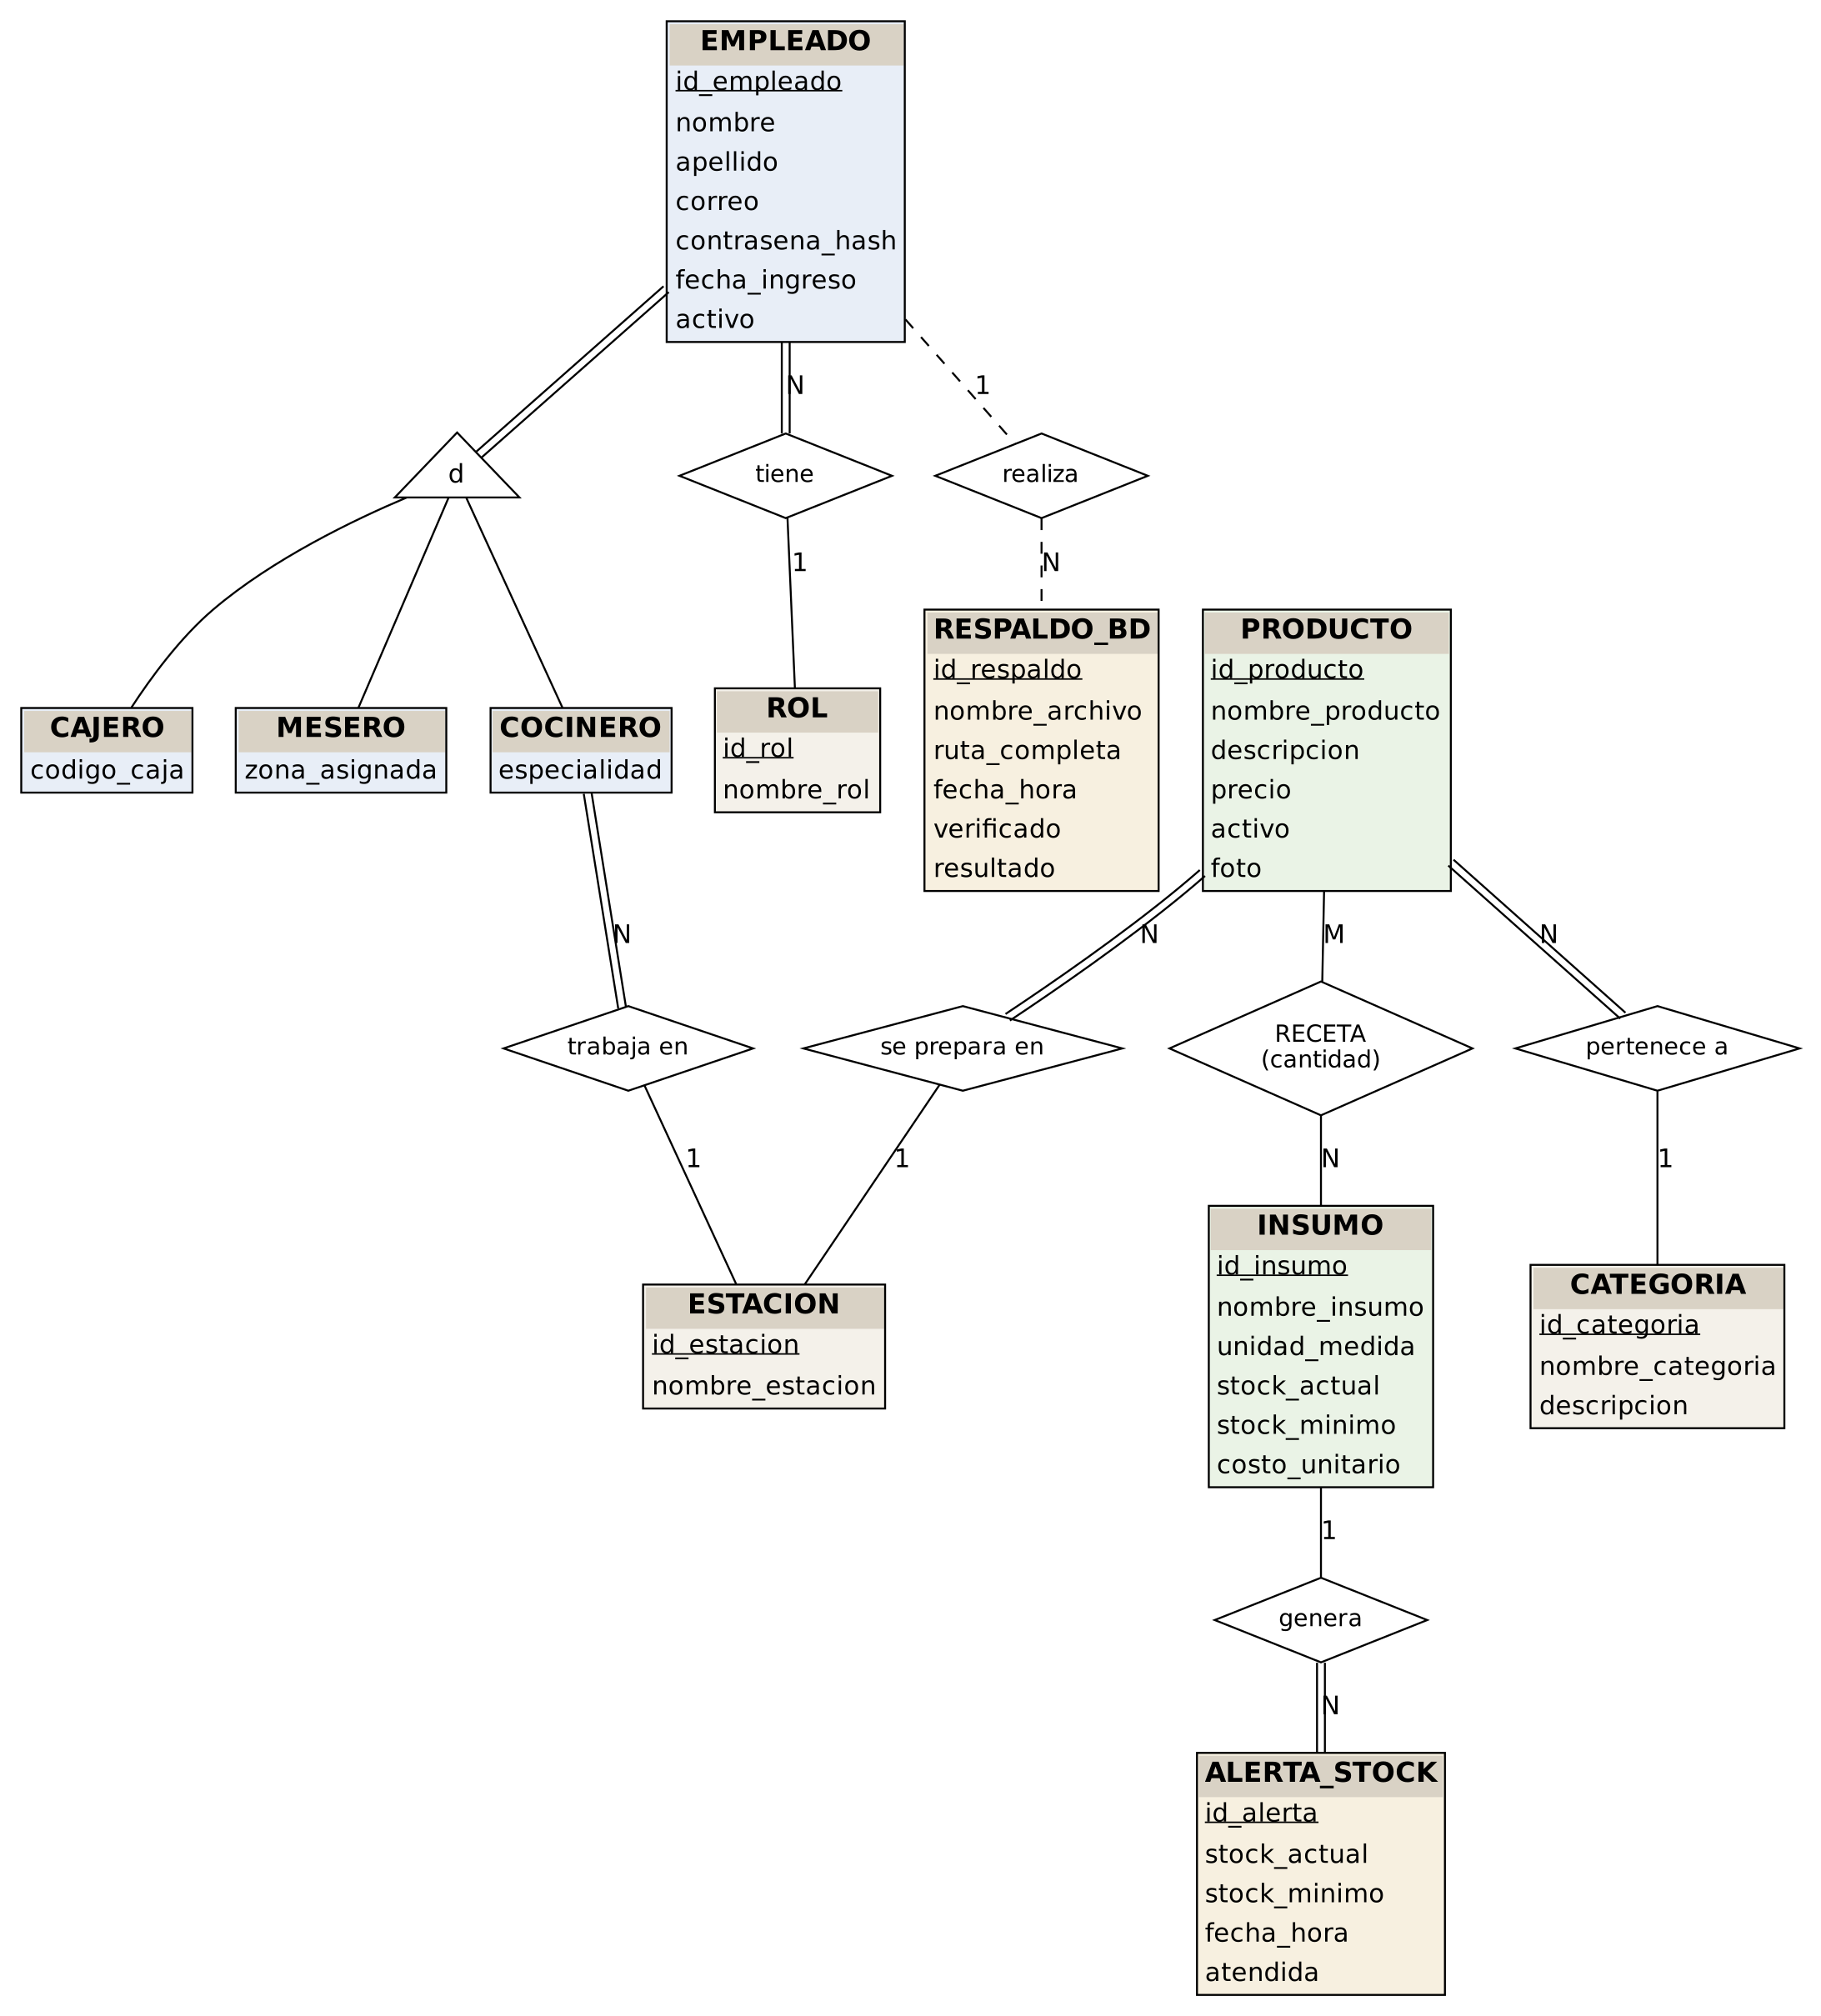 EMPLEADO
id_empleado
nombre
apellido
correo
contrasena_hash
fecha_ingreso
activo
N
1
d
tiene
realiza
1
N
CAJERO
codigo_caja
MESERO
zona_asignada
COCINERO
especialidad
ROL
id_rol
nombre_rol
RESPALDO_BD
id_respaldo
nombre_archivo
ruta_completa
fecha_hora
verificado
resultado
PRODUCTO
id_producto
nombre_producto
descripcion
precio
activo
foto
N
N
M
N
trabaja en
se prepara en
RECETA
(cantidad)
pertenece a
1
1
N
1
ESTACION
id_estacion
nombre_estacion
INSUMO
id_insumo
nombre_insumo
unidad_medida
stock_actual
stock_minimo
costo_unitario
CATEGORIA
id_categoria
nombre_categoria
descripcion
1
genera
N
ALERTA_STOCK
id_alerta
stock_actual
stock_minimo
fecha_hora
atendida